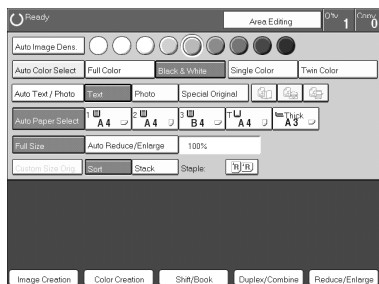 Ready Area Editing Q'ty 1 Copy 0
Auto Image Dens.
Auto Color Select Full Color Black & White Single Color Twin Color
Auto Text / Photo Text Photo Special Original
Auto Paper Select 1 A4 2 A4 3 B4 T A4 Thick A3
Full Size Auto Reduce/Enlarge 100%
Custom Size Orig. Sort Stack Staple: R R
Image Creation Color Creation Shift/Book Duplex/Combine Reduce/Enlarge